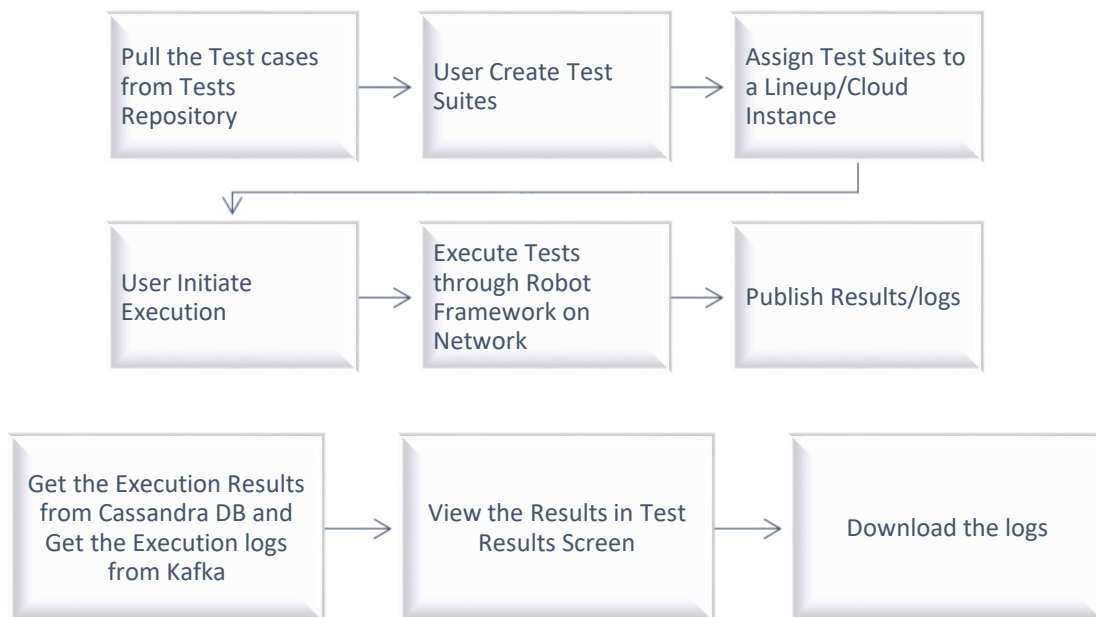 Pull the Test cases
from Tests
Repository
User Create Test
Suites
Assign Test Suites to
a Lineup/Cloud
Instance
User Initiate
Execution
Execute Tests
through Robot
Framework on
Network
Publish Results/logs
Get the Execution Results
from Cassandra DB and
Get the Execution logs
from Kafka
View the Results in Test
Results Screen
Download the logs